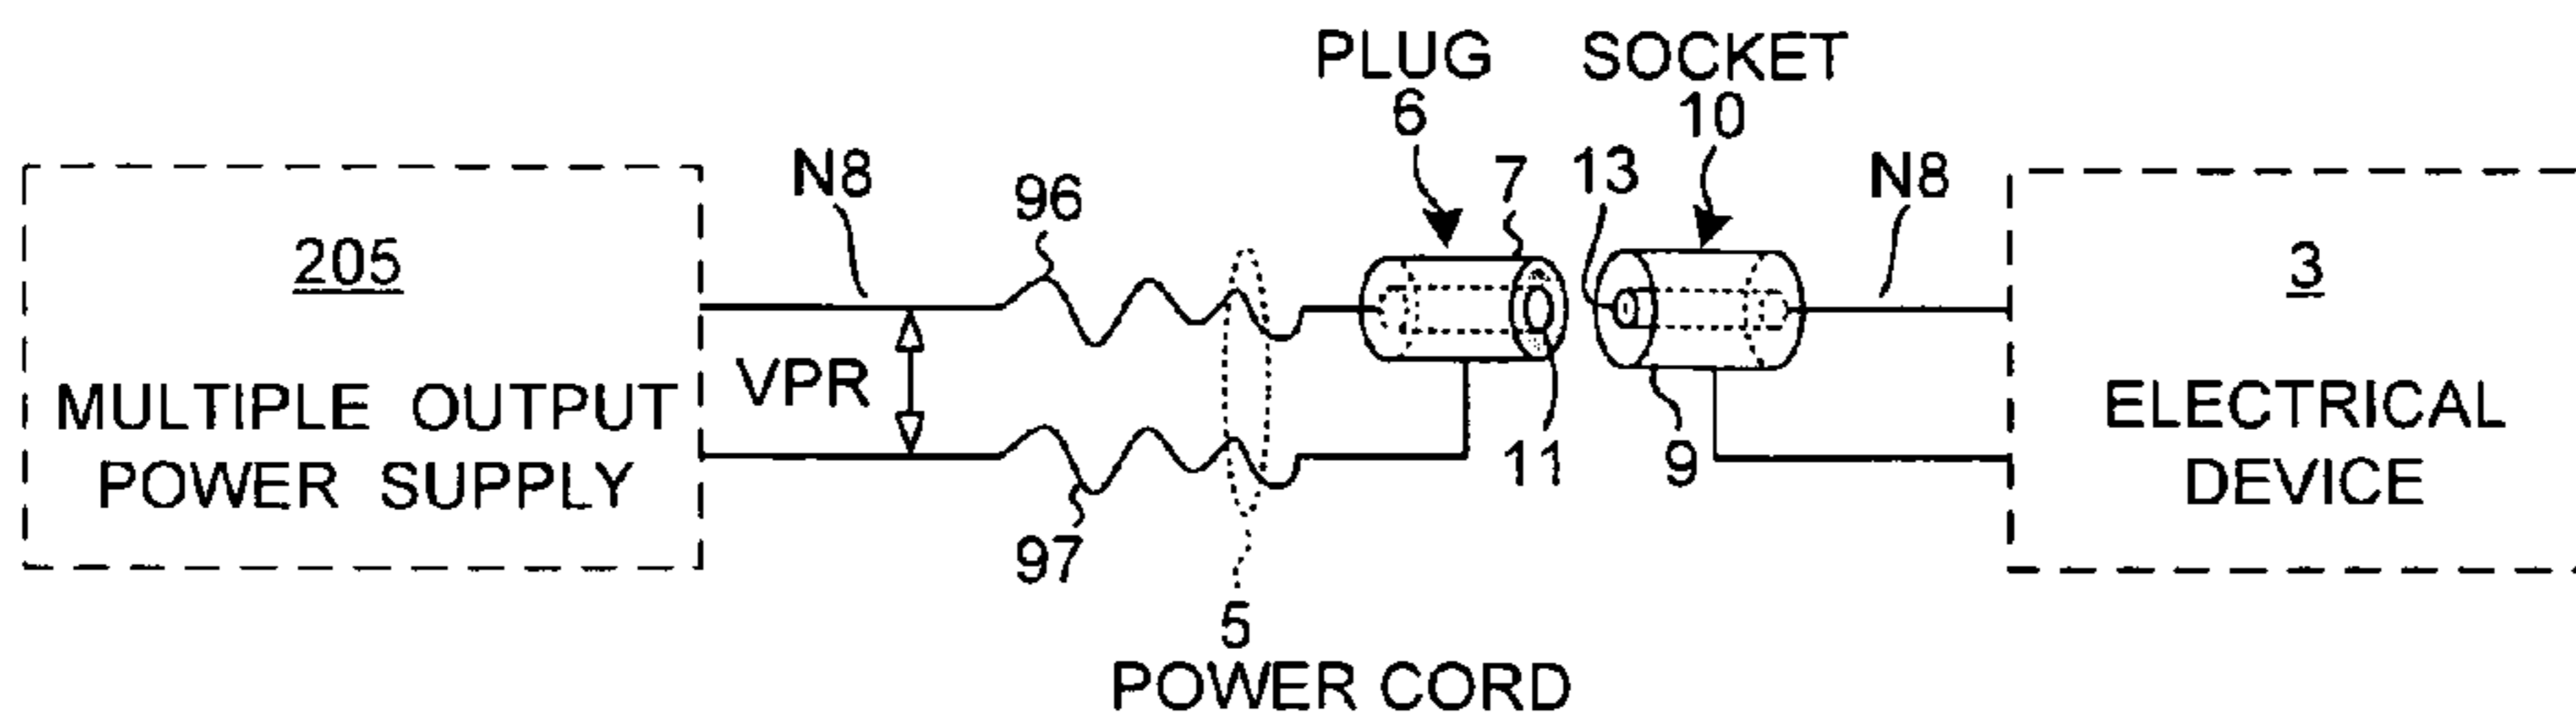 PLUG
6
SOCKET
10
N8
96
7
13
N8
205
MULTIPLE OUTPUT
POWER SUPPLY
VPR
3
ELECTRICAL
DEVICE
97
11
9
5
POWER CORD